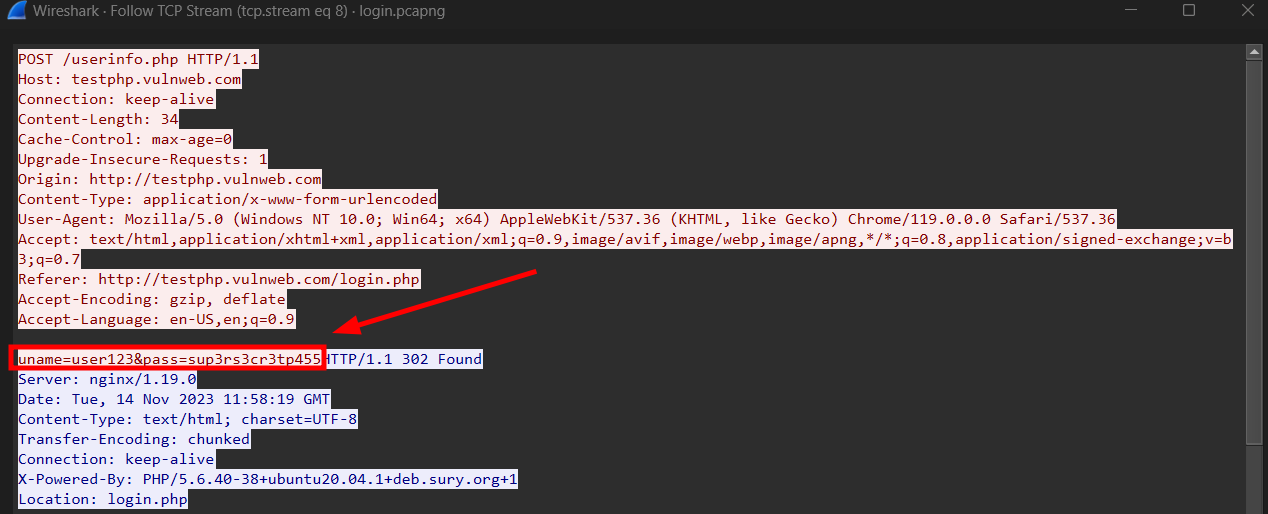 Wireshark · Follow TCP Stream (tcp.stream eq 8) · login.pcapng
POST /userinfo.php HTTP/1.1
Host: testphp.vulnweb.com
Connection: keep-alive
Content-Length: 34
Cache-Control: max-age=0
Upgrade-Insecure-Requests: 1
Origin: http://testphp.vulnweb.com
Content-Type: application/x-www-form-urlencoded
User-Agent: Mozilla/5.0 (Windows NT 10.0; Win64; x64) AppleWebKit/537.36 (KHTML, like Gecko) Chrome/119.0.0.0 Safari/537.36
Accept: text/html,application/xhtml+xml,application/xml;q=0.9,image/avif,image/webp,image/apng,*/*;q=0.8,application/signed-exchange;v=b
3;q=0.7
Referer: http://testphp.vulnweb.com/login.php
Accept-Encoding: gzip, deflate
Accept-Language: en-US,en;q=0.9
uname=user123&pass=sup3rs3cr3tp455HTTP/1.1 302 Found
Server: nginx/1.19.0
Date: Tue, 14 Nov 2023 11:58:19 GMT
Content-Type: text/html; charset=UTF-8
Transfer-Encoding: chunked
Connection: keep-alive
X-Powered-By: PHP/5.6.40-38+ubuntu20.04.1+deb.sury.org+1
Location: login.php